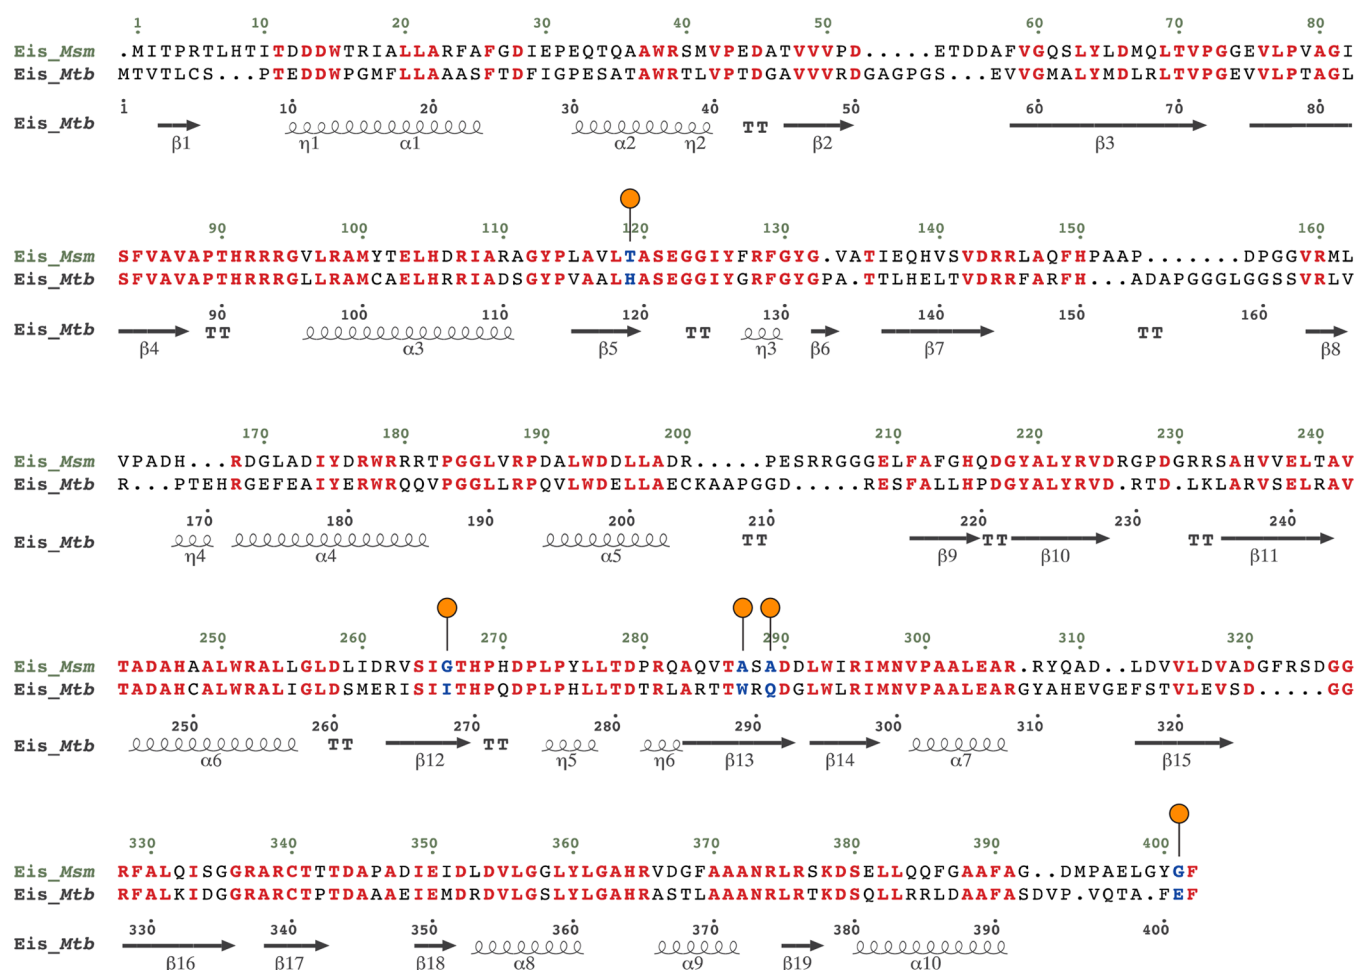 1 10 20 30 40 50 60 70 80
Eis_Msm .MITPRTLHTITDDDWTRIALLARFAFGDIEPEQTQAAWRSMVPEDATVVVPD.....ETDDAFVGQSLYLDMQLTVPGGEVLPVAGI
Eis_Mtb MTVTLCS...PTEDDWPGMFLLAAASFTDFIGPESATAWRTLVPTDGAVVVRDGAGPGS...EVVGMALYMDLRLTVPGEVVLPTAGL
1 10 20 30 40 50 60 70 80
Eis_Mtb TT
β1 η1 α1 α2 η2 β2 β3
90 100 110 120 130 140 150 160
Eis_Msm SFVAVAPTHRRRGVLRAMYTELHDRIARAGYPLAVLTASEGGIYFRFGYG.VATIEQHVSVDRRLAQFHPAAP.......DPGGVRML
Eis_Mtb SFVAVAPTHRRRGLLRAMCAELHRRIADSGYPVAALHASEGGIYGRFGYGPA.TTLHELTVDRRFARFH...ADAPGGGLGGSSVRLV
90 100 110 120 130 140 150 160
Eis_Mtb TT TT TT
β4 α3 β5 η3 β6 β7 β8
170 180 190 200 210 220 230 240
Eis_Msm VPADH...RDGLADIYDRWRRRTPGGLVRPDALWDDLLADR.....PESRRGGGELFAFGHQDGYALYRVDRGPDGRRSAHVVELTAV
Eis_Mtb R...PTEHRGEFEAIYERWRQQVPGGLLRPQVLWDELLAECKAAPGGD.....RESFALLHPDGYALYRVD.RTD.LKLARVSELRAV
170 180 190 200 210 220 230 240
Eis_Mtb TT TT TT
η4 α4 α5 β9 β10 β11
250 260 270 280 290 300 310 320
Eis_Msm TADAHAALWRALLGLDLIDRVSIGTHPHDPLPYLLTDPRQAQVTASADDLWIRIMNVPAALEAR.RYQAD..LDVVLDVADGFRSDGG
Eis_Mtb TADAHCALWRALIGLDSMERISIITHPQDPLPHLLTDTRLARTTWRQDGLWLRIMNVPAALEARGYAHEVGEFSTVLEVSD.....GG
250 260 270 280 290 300 310 320
Eis_Mtb TT TT
α6 β12 η5 η6 β13 β14 α7 β15
330 340 350 360 370 380 390 400
Eis_Msm RFALQISGGRARCTTTDAPADIEIDLDVLGGLYLGAHRVDGFAAANRLRSKDSELLQQFGAAFAG..DMPAELGYGF
Eis_Mtb RFALKIDGGRARCTPTDAAAEIEMDRDVLGSLYLGAHRASTLAAANRLRTKDSQLLRRLDAAFASDVP.VQTA.FEF
330 340 350 360 370 380 390 400
Eis_Mtb
β16 β17 β18 α8 α9 β19 α10